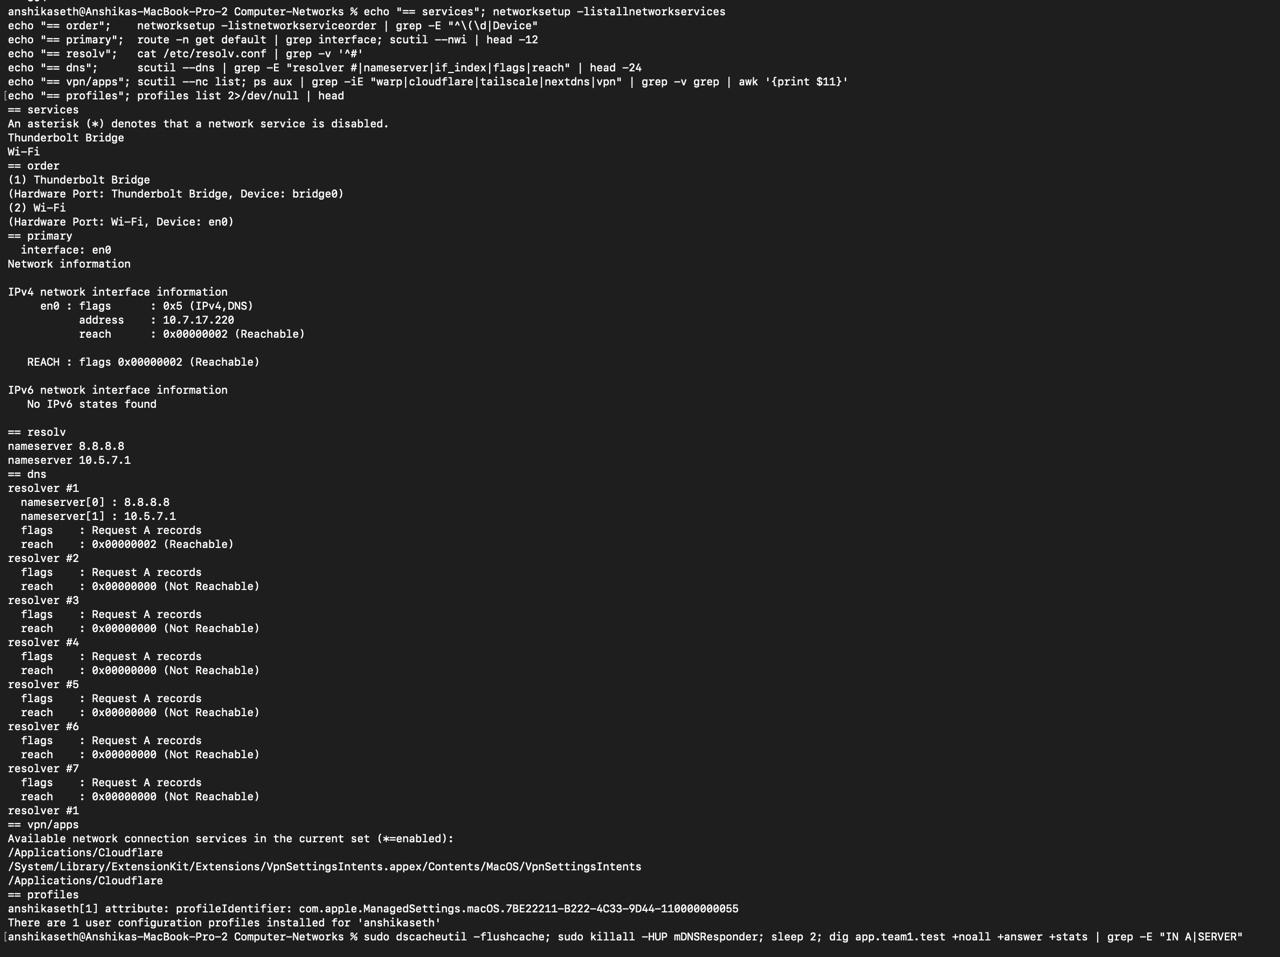 anshikaseth@Anshikas-MacBook-Pro-2 Computer-Networks % echo "== services"; networksetup -listallnetworkservices
echo "== order";    networksetup -listnetworkserviceorder | grep -E "^\(\d|Device"
echo "== primary";  route -n get default | grep interface; scutil --nwi | head -12
echo "== resolv";   cat /etc/resolv.conf | grep -v '^#'
echo "== dns";      scutil --dns | grep -E "resolver #|nameserver|if_index|flags|reach" | head -24
echo "== vpn/apps"; scutil --nc list; ps aux | grep -iE "warp|cloudflare|tailscale|nextdns|vpn" | grep -v grep | awk '{print $11}'
[echo "== profiles"; profiles list 2>/dev/null | head
== services
An asterisk (*) denotes that a network service is disabled.
Thunderbolt Bridge
Wi-Fi
== order
(1) Thunderbolt Bridge
(Hardware Port: Thunderbolt Bridge, Device: bridge0)
(2) Wi-Fi
(Hardware Port: Wi-Fi, Device: en0)
== primary
  interface: en0
Network information

IPv4 network interface information
     en0 : flags      : 0x5 (IPv4,DNS)
           address    : 10.7.17.220
           reach      : 0x00000002 (Reachable)

   REACH : flags 0x00000002 (Reachable)

IPv6 network interface information
   No IPv6 states found

== resolv
nameserver 8.8.8.8
nameserver 10.5.7.1
== dns
resolver #1
  nameserver[0] : 8.8.8.8
  nameserver[1] : 10.5.7.1
  flags    : Request A records
  reach    : 0x00000002 (Reachable)
resolver #2
  flags    : Request A records
  reach    : 0x00000000 (Not Reachable)
resolver #3
  flags    : Request A records
  reach    : 0x00000000 (Not Reachable)
resolver #4
  flags    : Request A records
  reach    : 0x00000000 (Not Reachable)
resolver #5
  flags    : Request A records
  reach    : 0x00000000 (Not Reachable)
resolver #6
  flags    : Request A records
  reach    : 0x00000000 (Not Reachable)
resolver #7
  flags    : Request A records
  reach    : 0x00000000 (Not Reachable)
resolver #1
== vpn/apps
Available network connection services in the current set (*=enabled):
/Applications/Cloudflare
/System/Library/ExtensionKit/Extensions/VpnSettingsIntents.appex/Contents/MacOS/VpnSettingsIntents
/Applications/Cloudflare
== profiles
anshikaseth[1] attribute: profileIdentifier: com.apple.ManagedSettings.macOS.7BE22211-B222-4C33-9D44-110000000055
There are 1 user configuration profiles installed for 'anshikaseth'
[anshikaseth@Anshikas-MacBook-Pro-2 Computer-Networks % sudo dscacheutil -flushcache; sudo killall -HUP mDNSResponder; sleep 2; dig app.team1.test +noall +answer +stats | grep -E "IN A|SERVER"